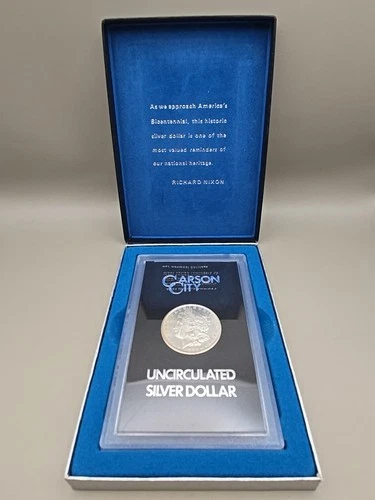 As we approach America's
Bicentennial, this historic
silver dollar is one of the
most valued reminders of
our national heritage.
RICHARD NIXON
CARSON
CITY
UNCIRCULATED
SILVER DOLLAR